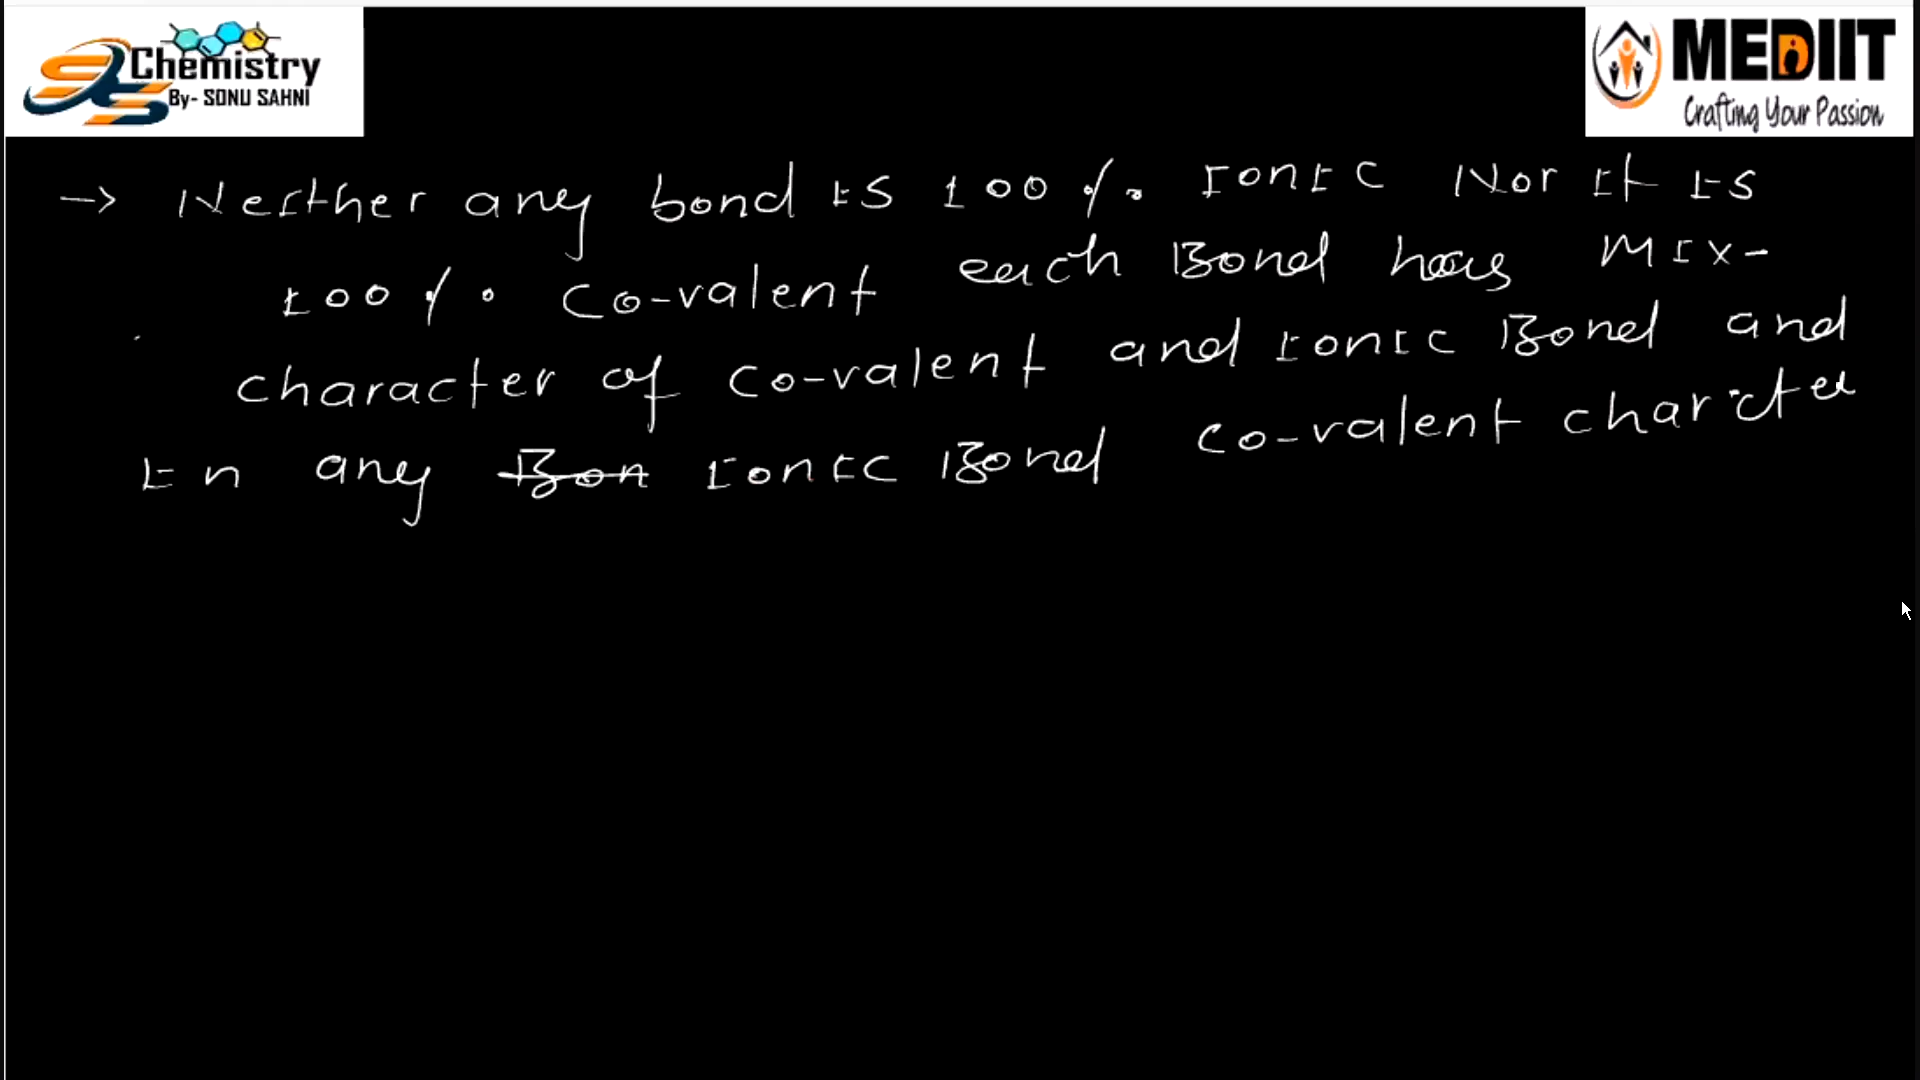 Chemistry
By- SONU SAHNI
MEDIIT
Crafting Your Passion
→ Neither any bond is 100 %. Ionic Nor it is
100 %. Co-valent each Bond has mix-
character of co-valent and ionic Bond and
In any Bon Ionic Bond co-valent charcter